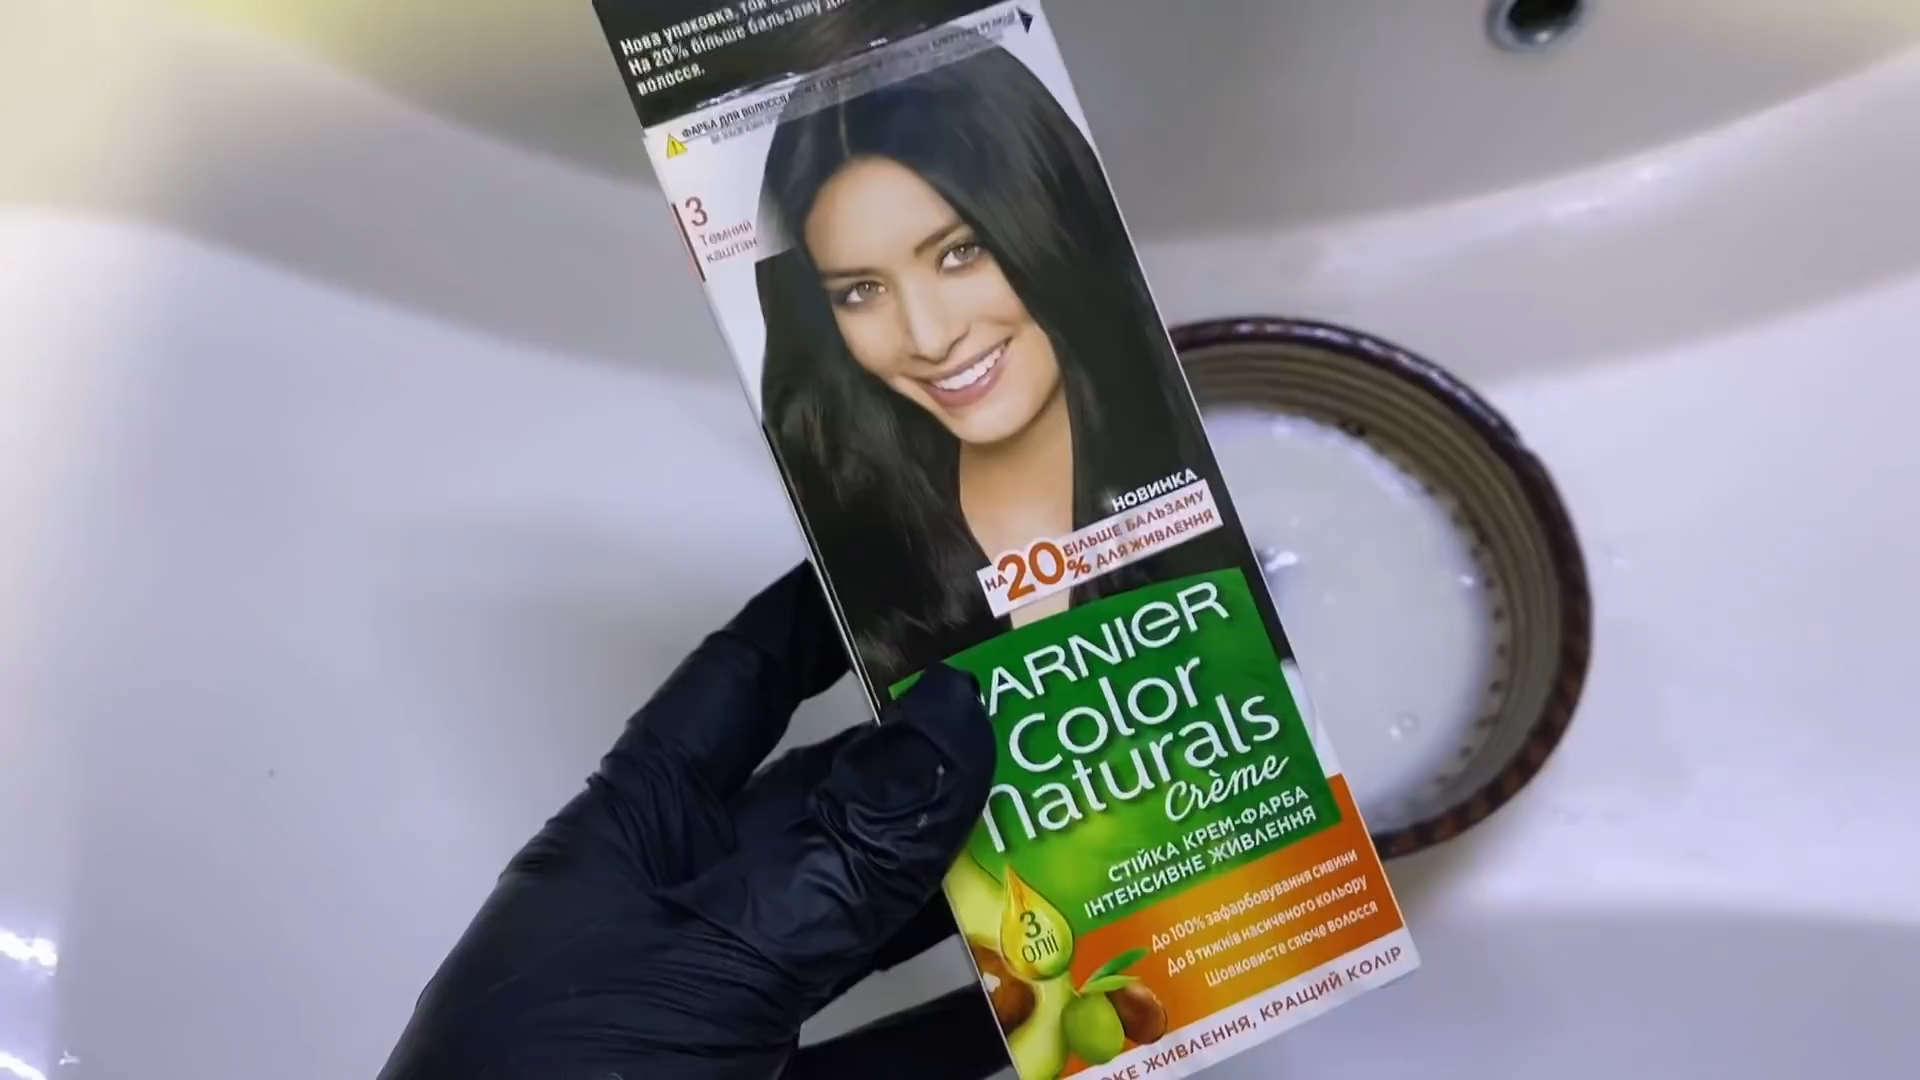 Нова упаковка, той
На 20% більше бальзаму для
волосся.
ФАРБА ДЛЯ ВОЛОССЯ
3
Темний
каштан
НОВИНКА
НА 20% БІЛЬШЕ БАЛЬЗАМУ
ДЛЯ ЖИВЛЕННЯ
GARNIER
color
naturals
Crème
СТІЙКА КРЕМ-ФАРБА
ІНТЕНСИВНЕ ЖИВЛЕННЯ
3
ОЛІЇ
До 100% зафарбовування сивини
До 8 тижнів насиченого кольору
Шовковисте сяюче волосся
ЖИВЛЕННЯ, КРАЩИЙ КОЛІР